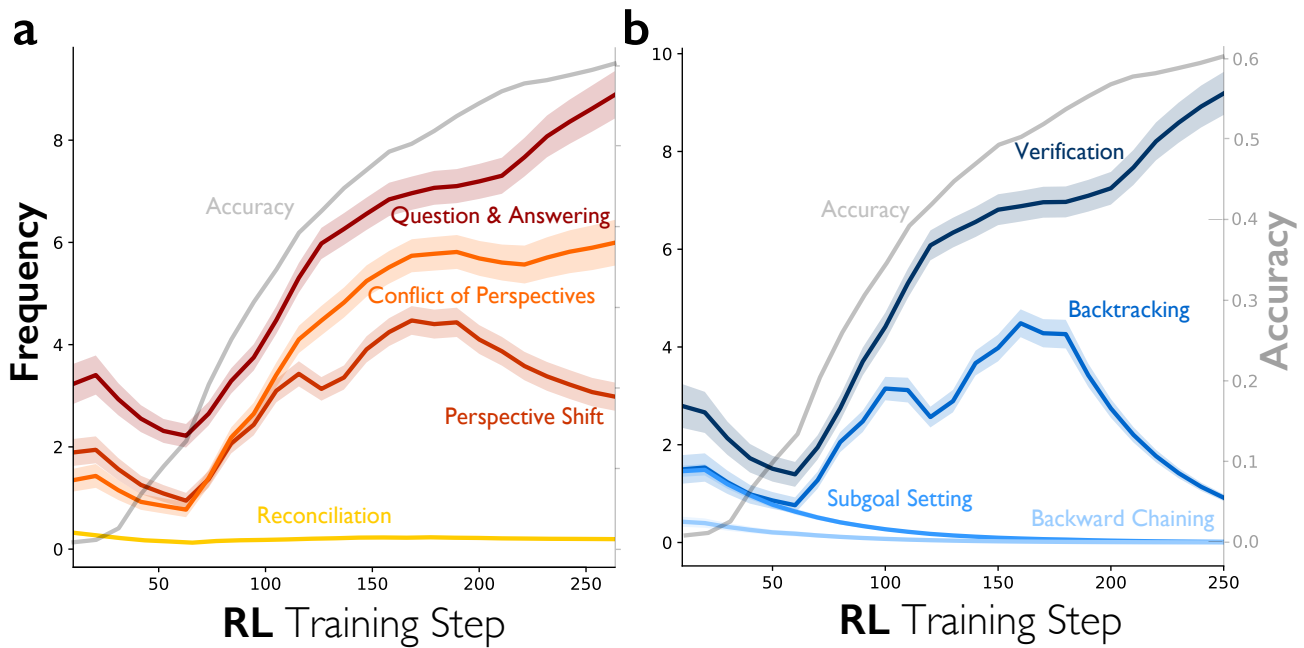 a
Frequency
8
6
4
2
0
Accuracy
Question & Answering
Conflict of Perspectives
Perspective Shift
Reconciliation
50 100 150 200 250
RL Training Step
b
10
8
6
4
2
0
Verification
Accuracy
Backtracking
Subgoal Setting
Backward Chaining
0.6
0.5
0.4
0.3
0.2
0.1
0.0
Accuracy
50 100 150 200 250
RL Training Step